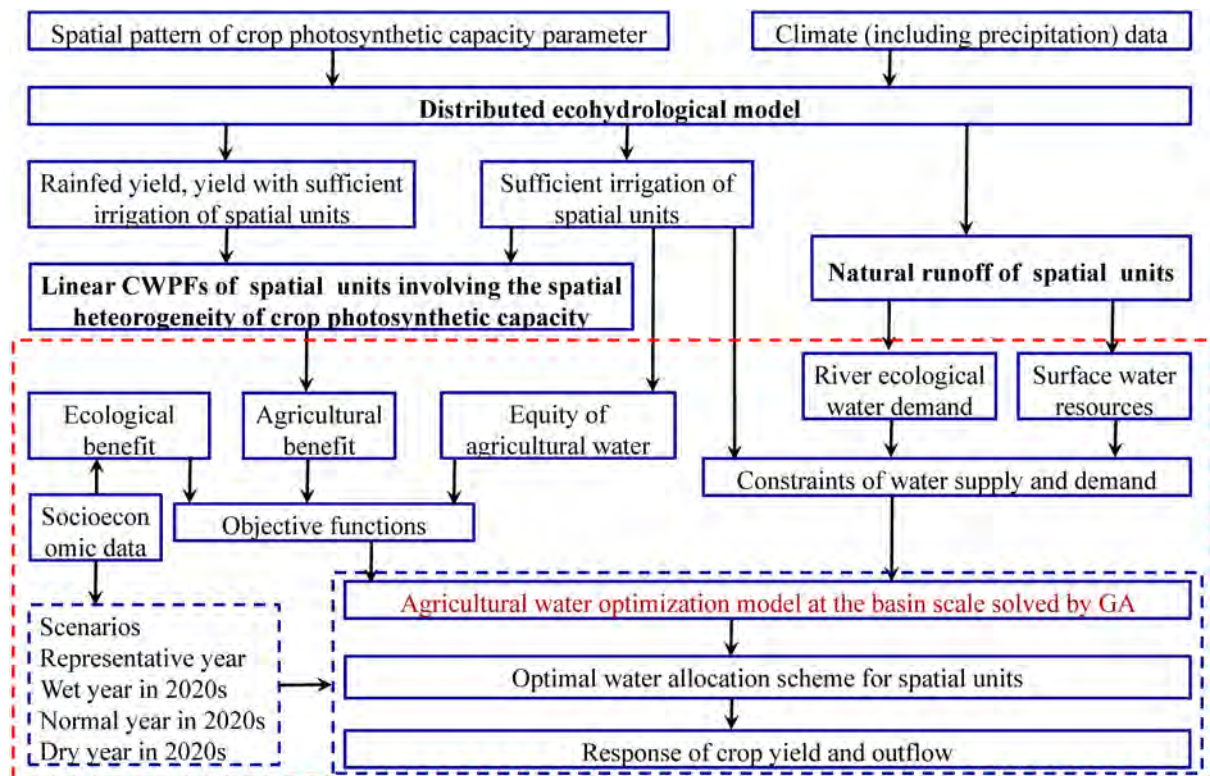 Spatial pattern of crop photosynthetic capacity parameter
Climate (including precipitation) data
Distributed ecohydrological model
Rainfed yield, yield with sufficient
irrigation of spatial units
Sufficient irrigation of
spatial units
Linear CWPFs of spatial units involving the spatial
heteorogeneity of crop photosynthetic capacity
Natural runoff of spatial units
River ecological
water demand
Surface water
resources
Ecological
benefit
Agricultural
benefit
Equity of
agricultural water
Constraints of water supply and demand
Socioecon
omic data
Objective functions
Agricultural water optimization model at the basin scale solved by GA
Scenarios
Representative year
Wet year in 2020s
Normal year in 2020s
Dry year in 2020s
Optimal water allocation scheme for spatial units
Response of crop yield and outflow